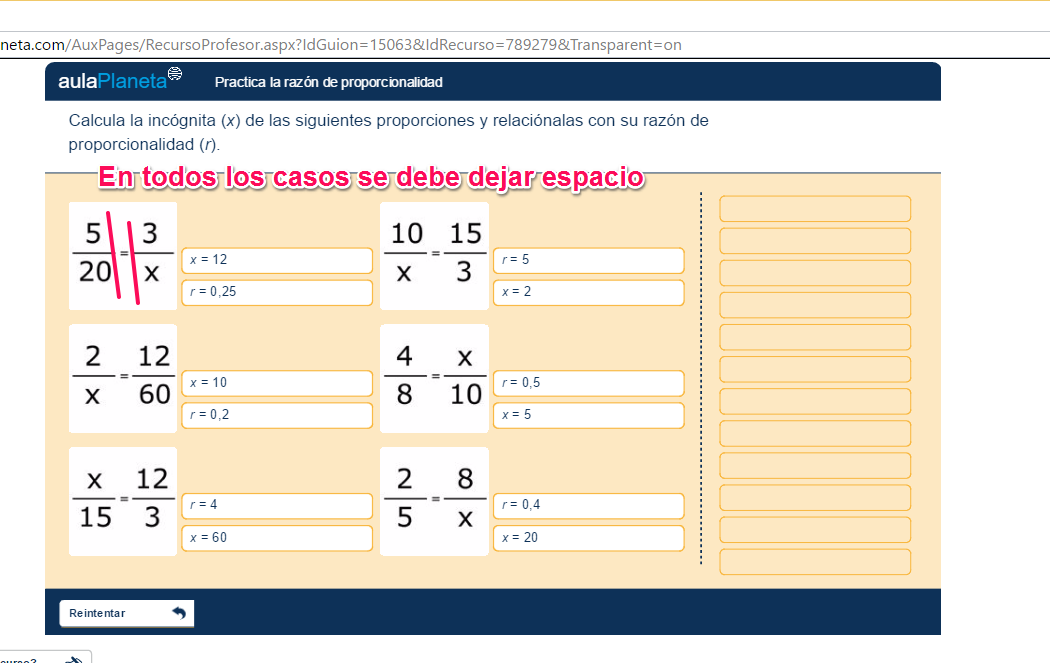 neta.com/AuxPages/RecursoProfesor.aspx?IdGuion=15063&IdRecurso=789279&Transparent=on
aulaPlaneta Practica la razón de proporcionalidad
Calcula la incógnita (x) de las siguientes proporciones y relaciónalas con su razón de
proporcionalidad (r).
En todos los casos se debe dejar espacio
5/20 = 3/x
x = 12
r = 0,25
10/x = 15/3
r = 5
x = 2
2/x = 12/60
x = 10
r = 0,2
4/8 = x/10
r = 0,5
x = 5
x/15 = 12/3
r = 4
x = 60
2/5 = 8/x
r = 0,4
x = 20
Reintentar